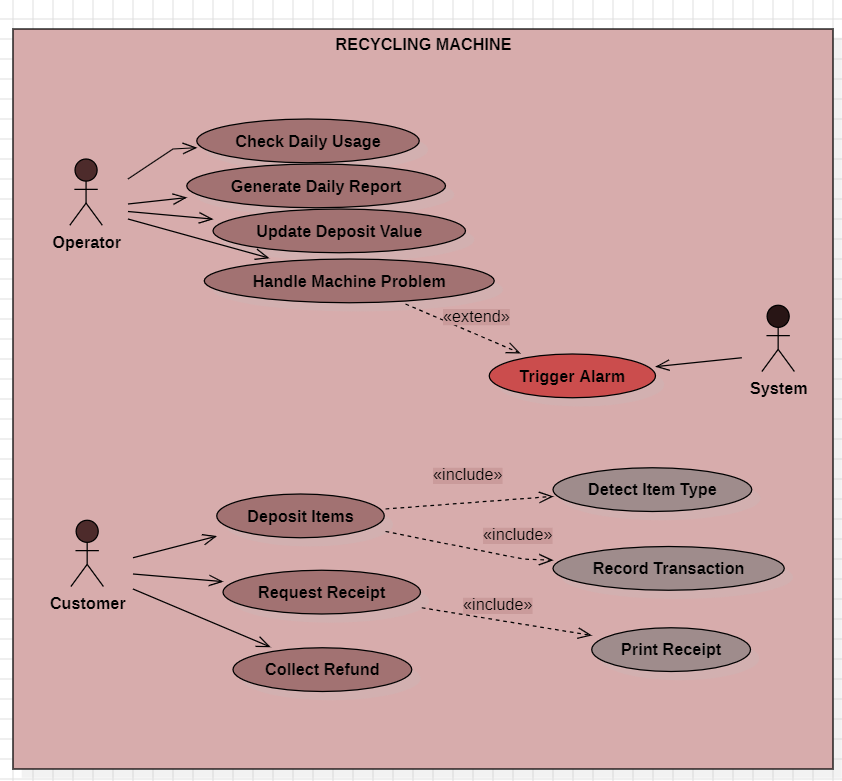 RECYCLING MACHINE
Check Daily Usage
Generate Daily Report
Operator
Update Deposit Value
Handle Machine Problem
«extend»
Trigger Alarm
System
«include»
Detect Item Type
Deposit Items
«include»
Record Transaction
Customer
Request Receipt
«include»
Print Receipt
Collect Refund